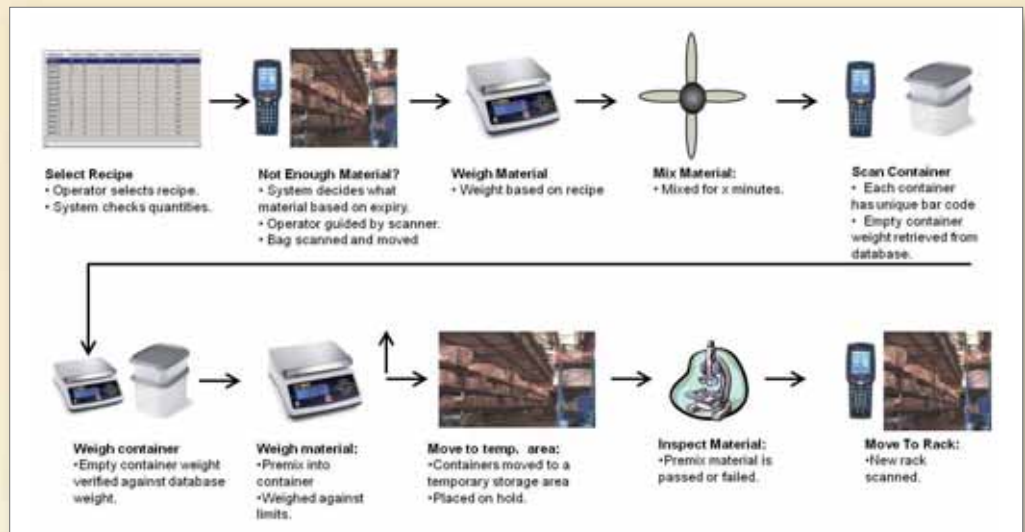 Select Recipe
• Operator selects recipe.
• System checks quantities.
Not Enough Material?
• System decides what
material based on expiry.
• Operator guided by scanner.
• Bag scanned and moved
Weigh Material
• Weight based on recipe
Mix Material:
• Mixed for x minutes.
Scan Container
• Each container
has unique bar code
• Empty container
weight retrieved from
database.
Weigh container
•Empty container weight
verified against database
weight.
Weigh material:
•Premix into
container
•Weighed against
limits.
Move to temp. area:
•Containers moved to a
temporary storage area
•Placed on hold.
Inspect Material:
•Premix material is
passed or failed.
Move To Rack:
•New rack
scanned.